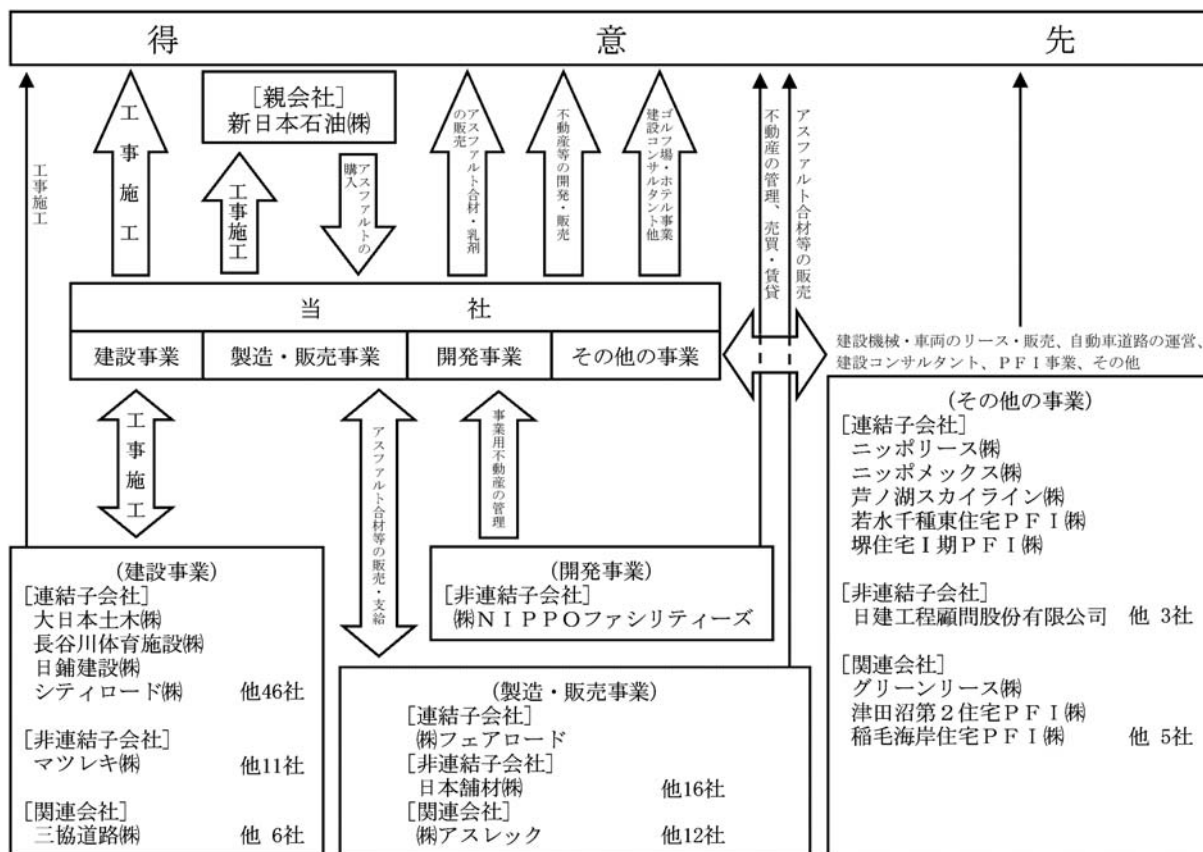 得意先
工事施工
工事施工
[親会社]
新日本石油㈱
工事施工
アスファルトの
購入
アスファルト合材・乳剤
の販売
不動産等の開発・販売
ゴルフ場・ホテル事業
建設コンサルタント他
不動産の管理、売買・賃貸
アスファルト合材等の販売
当社
建設事業
製造・販売事業
開発事業
その他の事業
建設機械・車両のリース・販売、自動車道路の運営、
建設コンサルタント、ＰＦＩ事業、その他
工事施工
アスファルト合材等の販売・支給
事業用不動産の管理
(建設事業)
[連結子会社]
大日本土木㈱
長谷川体育施設㈱
日鋪建設㈱
シティロード㈱ 他46社
[非連結子会社]
マツレキ㈱ 他11社
[関連会社]
三協道路㈱ 他 6社
(開発事業)
[非連結子会社]
㈱ＮＩＰＰＯファシリティーズ
(製造・販売事業)
[連結子会社]
㈱フェアロード
[非連結子会社]
日本舗材㈱ 他16社
[関連会社]
㈱アスレック 他12社
(その他の事業)
[連結子会社]
ニッポリース㈱
ニッポメックス㈱
芦ノ湖スカイライン㈱
若水千種東住宅ＰＦＩ㈱
堺住宅Ⅰ期ＰＦＩ㈱
[非連結子会社]
日建工程顧問股份有限公司 他 3社
[関連会社]
グリーンリース㈱
津田沼第２住宅ＰＦＩ㈱
稲毛海岸住宅ＰＦＩ㈱ 他 5社